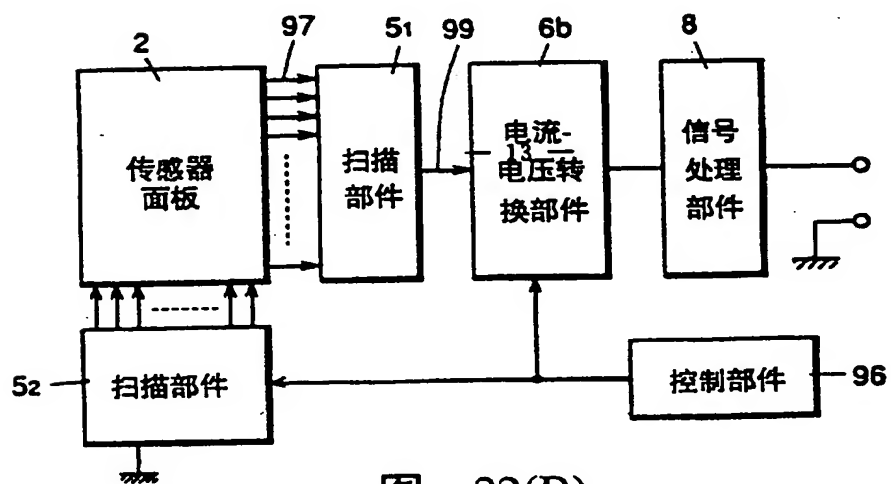 2
97
5₁
99
6b
8
传感器
面板
扫描
部件
电流-
- 13 -
电压转
换部件
信号
处理
部件
5₂
扫描部件
控制部件
96
图 22(D)